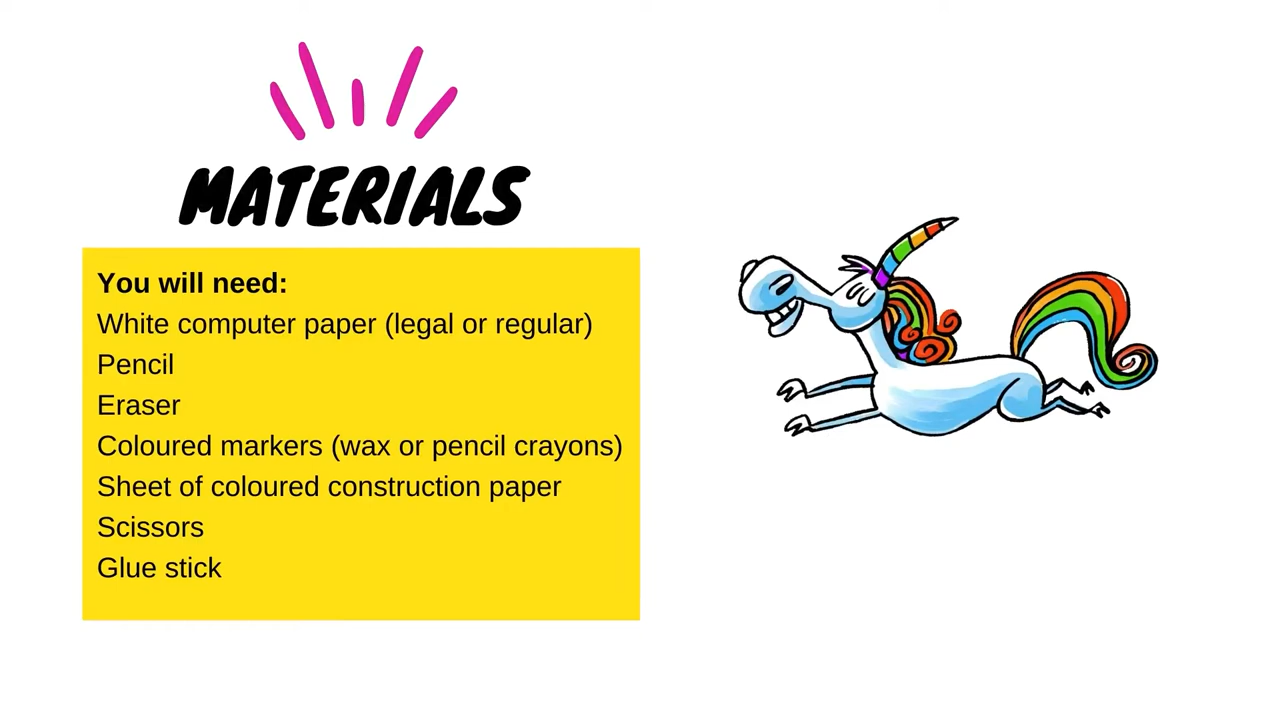 MATERIALS
You will need:
White computer paper (legal or regular)
Pencil
Eraser
Coloured markers (wax or pencil crayons)
Sheet of coloured construction paper
Scissors
Glue stick